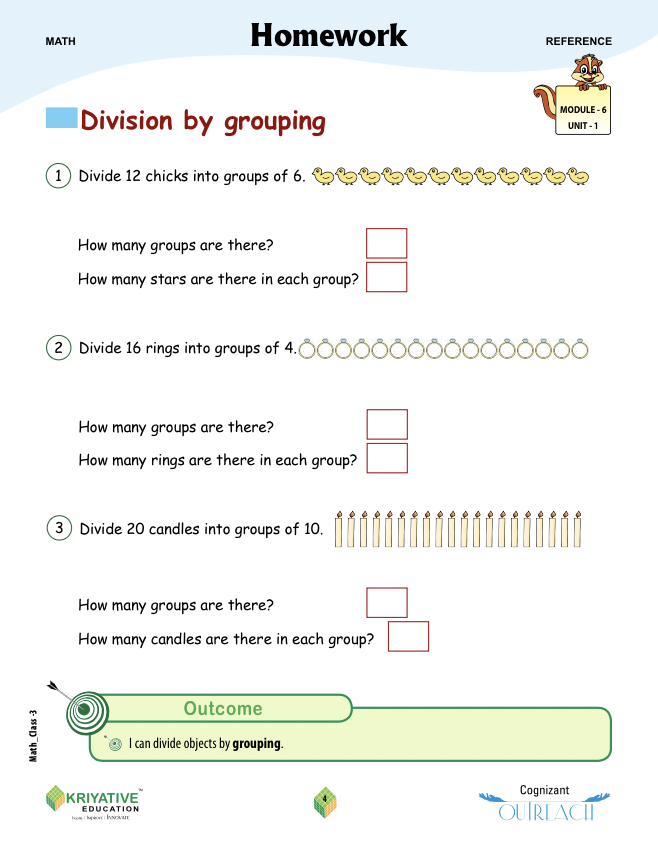 MATH
Homework
REFERENCE
MODULE - 6
UNIT - 1
Division by grouping
1 Divide 12 chicks into groups of 6.
How many groups are there?
How many stars are there in each group?
2 Divide 16 rings into groups of 4.
How many groups are there?
How many rings are there in each group?
3 Divide 20 candles into groups of 10.
How many groups are there?
How many candles are there in each group?
Outcome
I can divide objects by grouping.
Math_Class -3
KRIYATIVE™
EDUCATION
4
Cognizant
OUTREACH